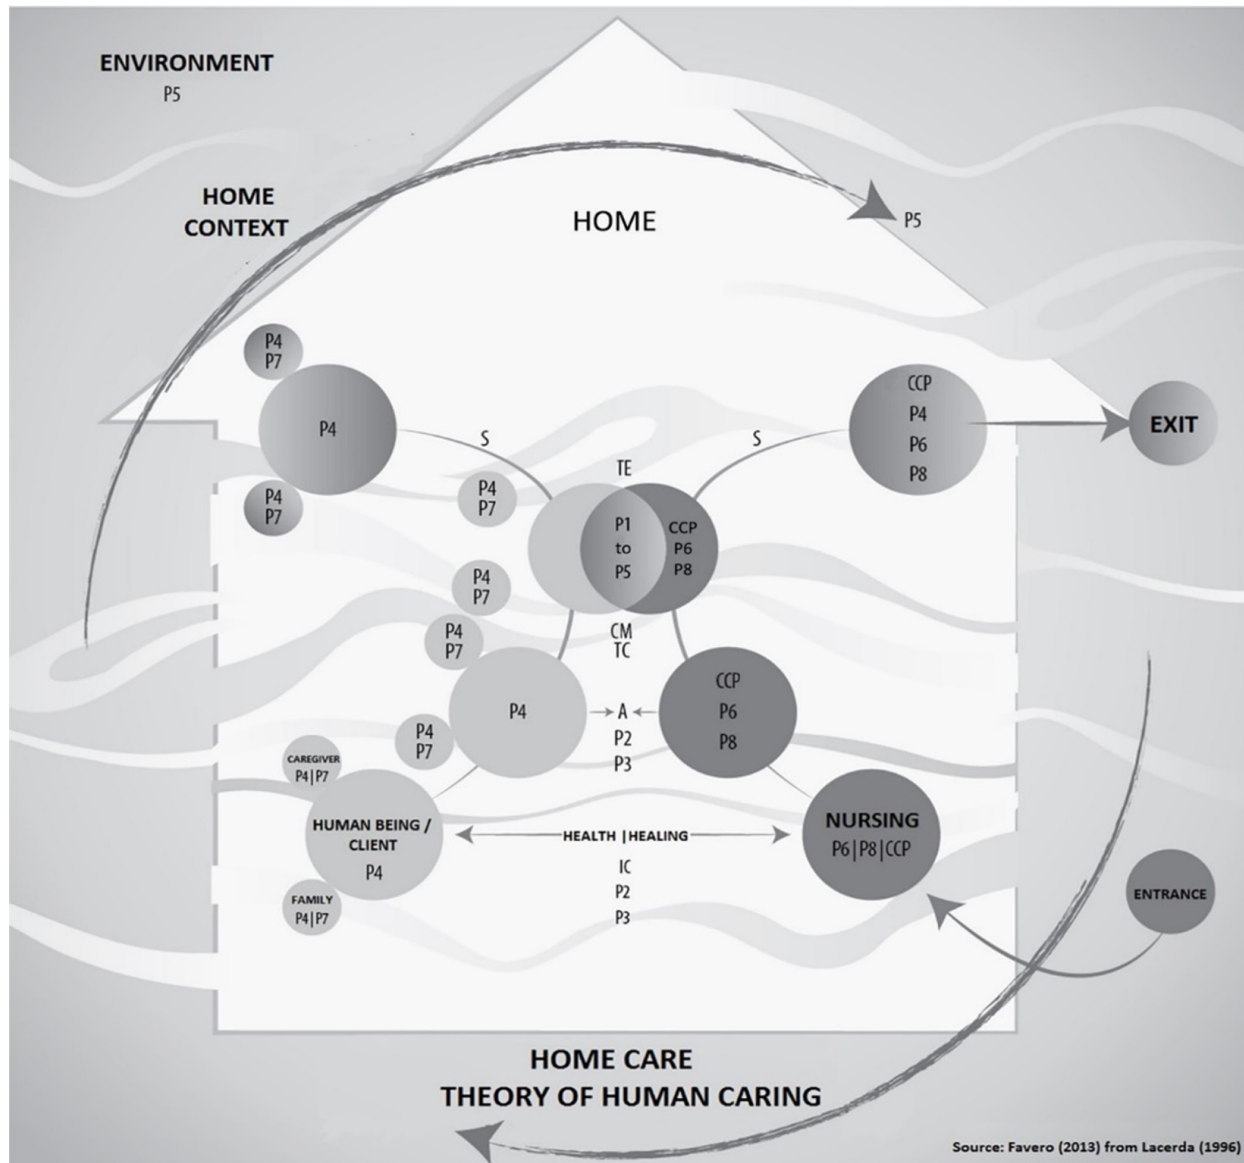 ENVIRONMENT
P5
HOME
CONTEXT
HOME
P5
P4
P7
P4
P4
P7
CCP
P4
P6
P8
EXIT
S
S
TE
P4
P7
P1
to
P5
CCP
P6
P8
P4
P7
P4
P7
CM
TC
P4
A
P2
P3
CCP
P6
P8
P4
P7
CAREGIVER
P4|P7
HUMAN BEING /
CLIENT
P4
FAMILY
P4|P7
HEALTH |HEALING
IC
P2
P3
NURSING
P6|P8|CCP
ENTRANCE
HOME CARE
THEORY OF HUMAN CARING
Source: Favero (2013) from Lacerda (1996)